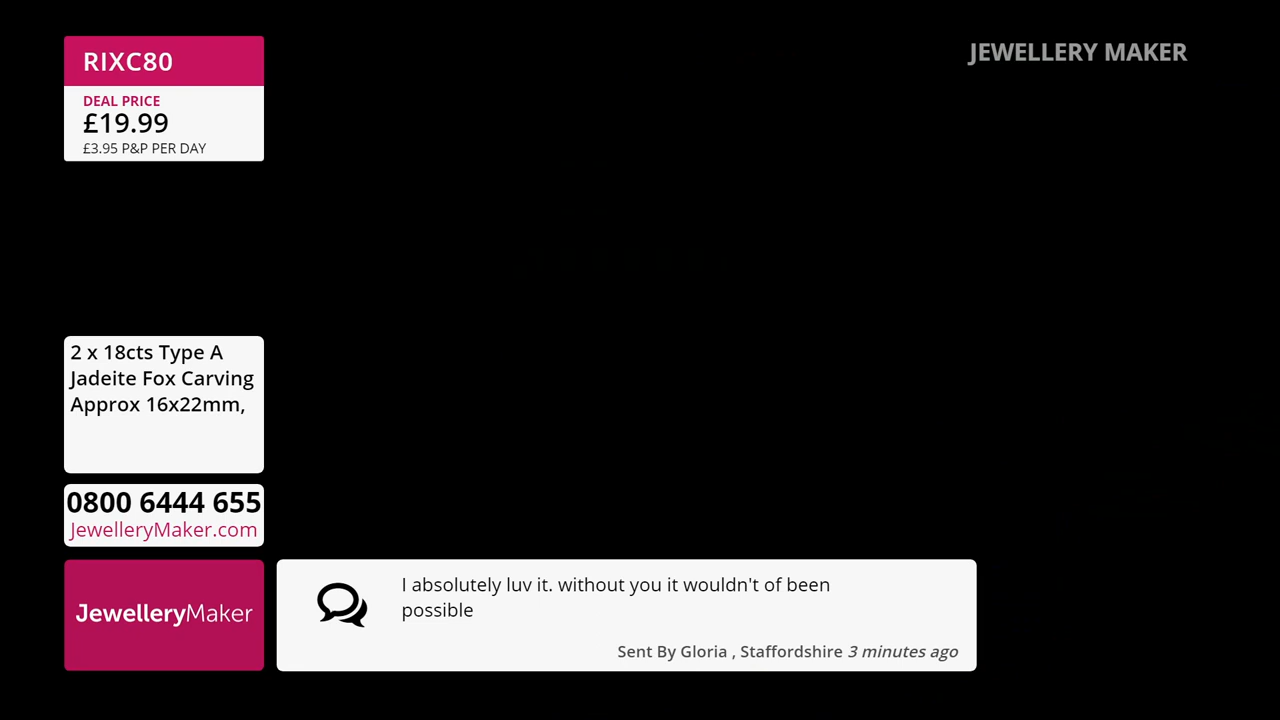 RIXC80
DEAL PRICE
£19.99
£3.95 P&P PER DAY
JEWELLERY MAKER
2 x 18cts Type A
Jadeite Fox Carving
Approx 16x22mm,
0800 6444 655
JewelleryMaker.com
JewelleryMaker
I absolutely luv it. without you it wouldn't of been
possible
Sent By Gloria , Staffordshire 3 minutes ago